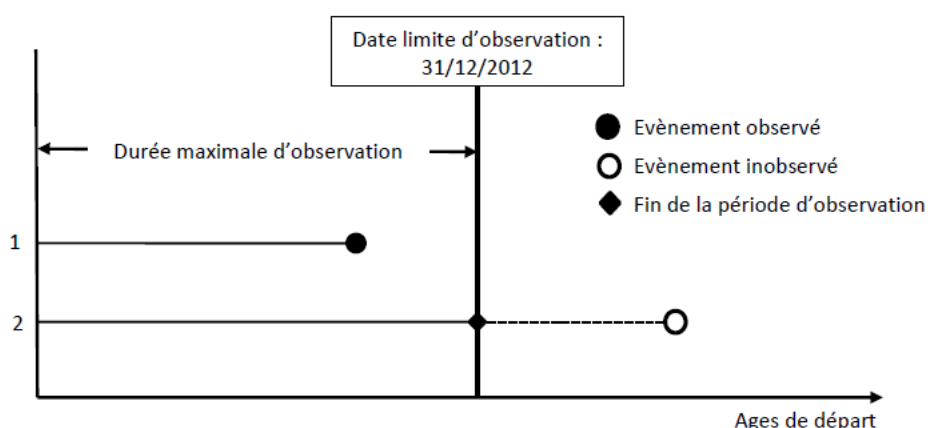 Date limite d'observation :
31/12/2012
Durée maximale d'observation
Evènement observé
Evènement inobservé
Fin de la période d'observation
1
2
Ages de départ